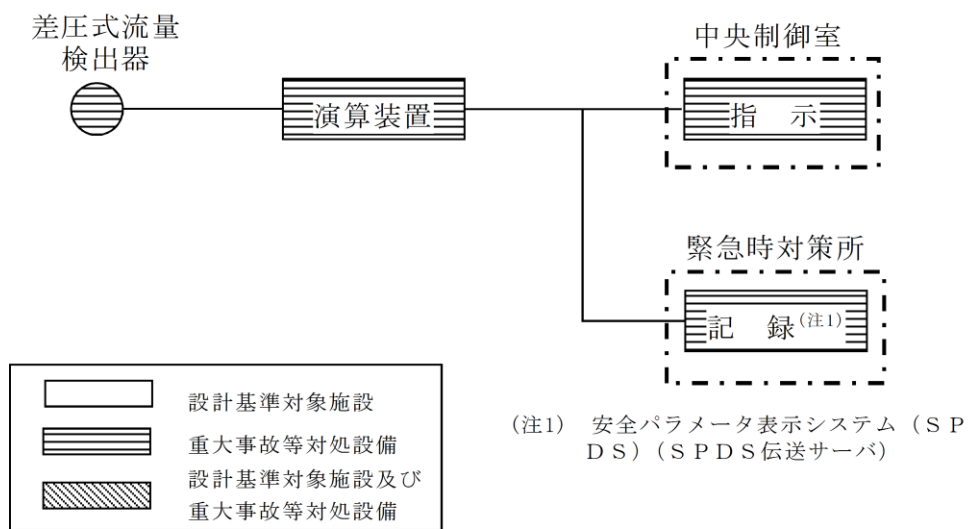 差圧式流量
検出器
演算装置
中央制御室
指　示
緊急時対策所
記　録(注1)
設計基準対象施設
重大事故等対処設備
設計基準対象施設及び
重大事故等対処設備
(注1)　安全パラメータ表示システム（ＳＰ
ＤＳ）（ＳＰＤＳ伝送サーバ）